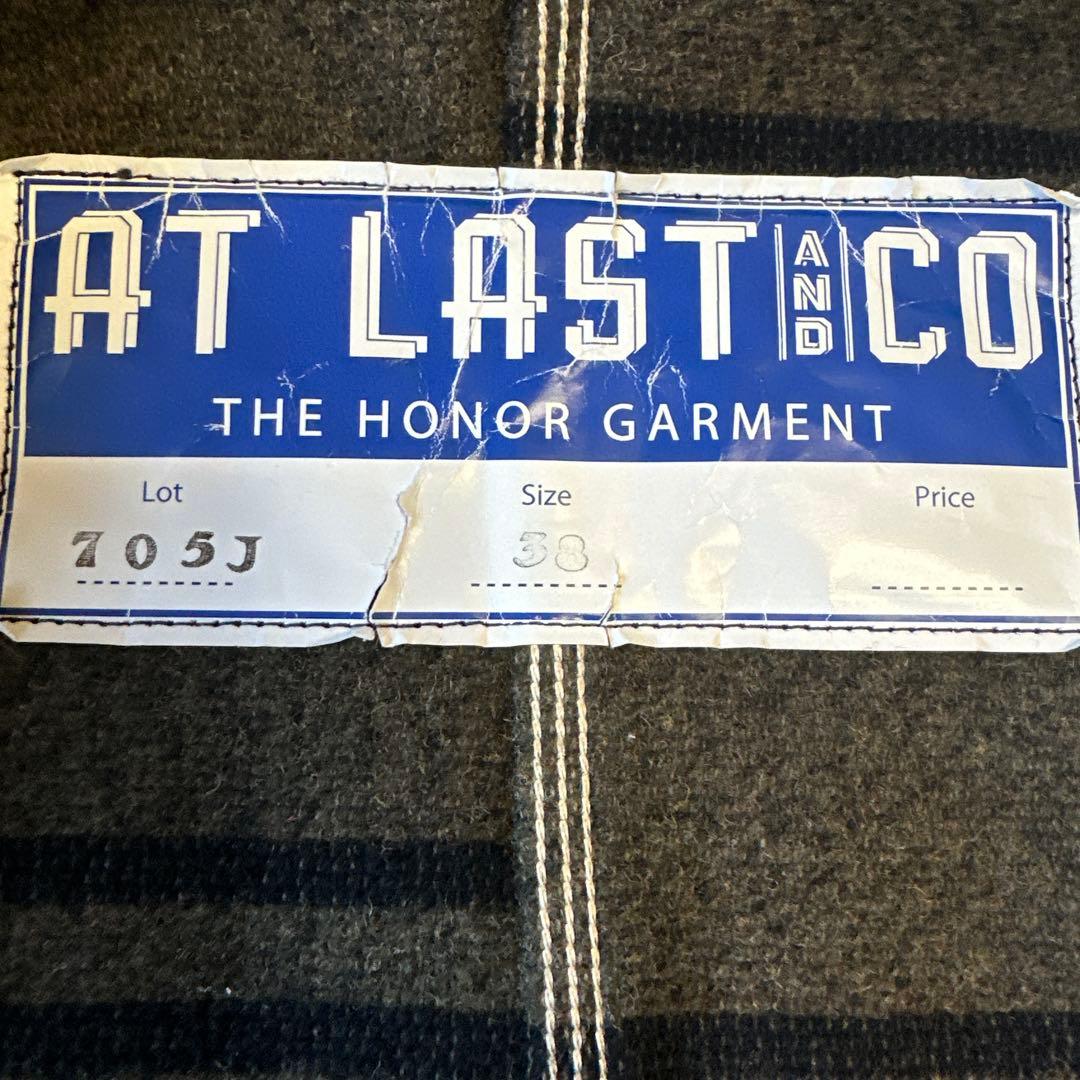 AT LAST AND CO
THE HONOR GARMENT
Lot Size Price
705J 38